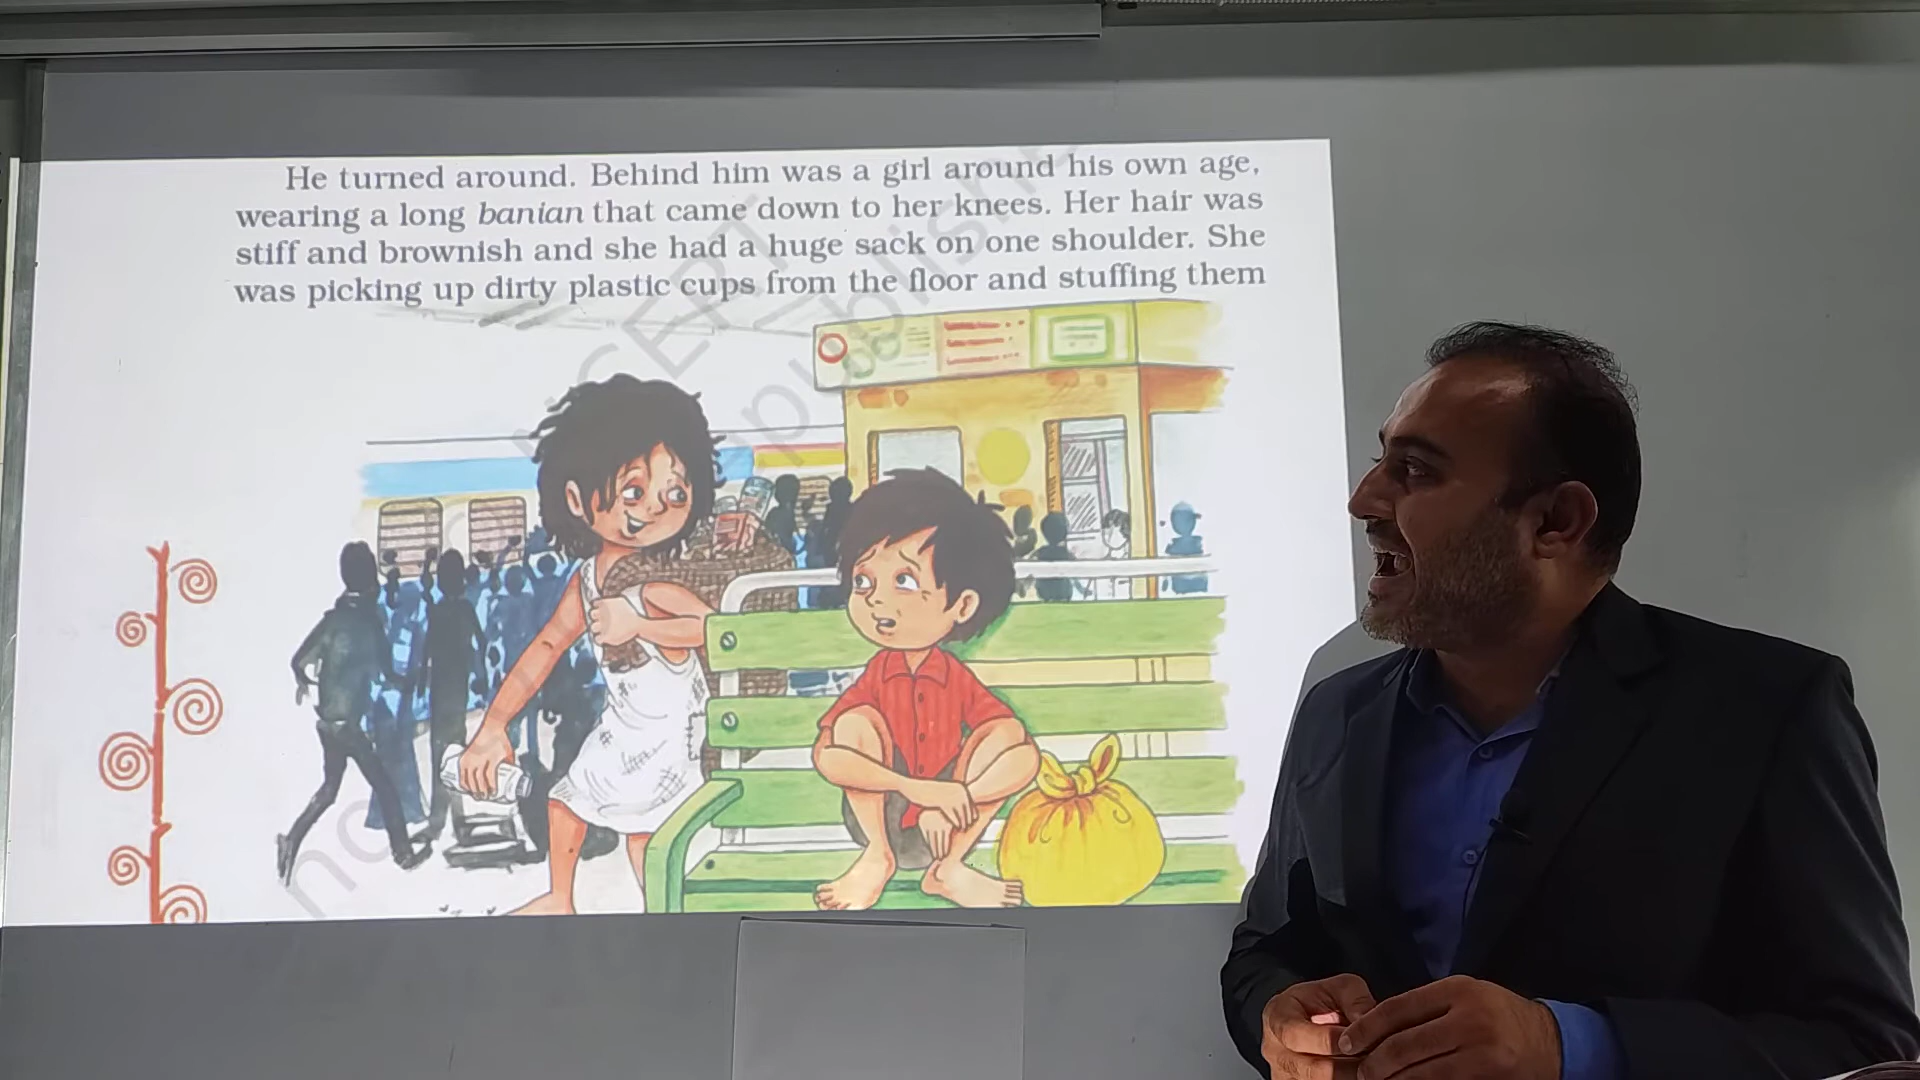 He turned around. Behind him was a girl around his own age,
wearing a long banian that came down to her knees. Her hair was
stiff and brownish and she had a huge sack on one shoulder. She
was picking up dirty plastic cups from the floor and stuffing them